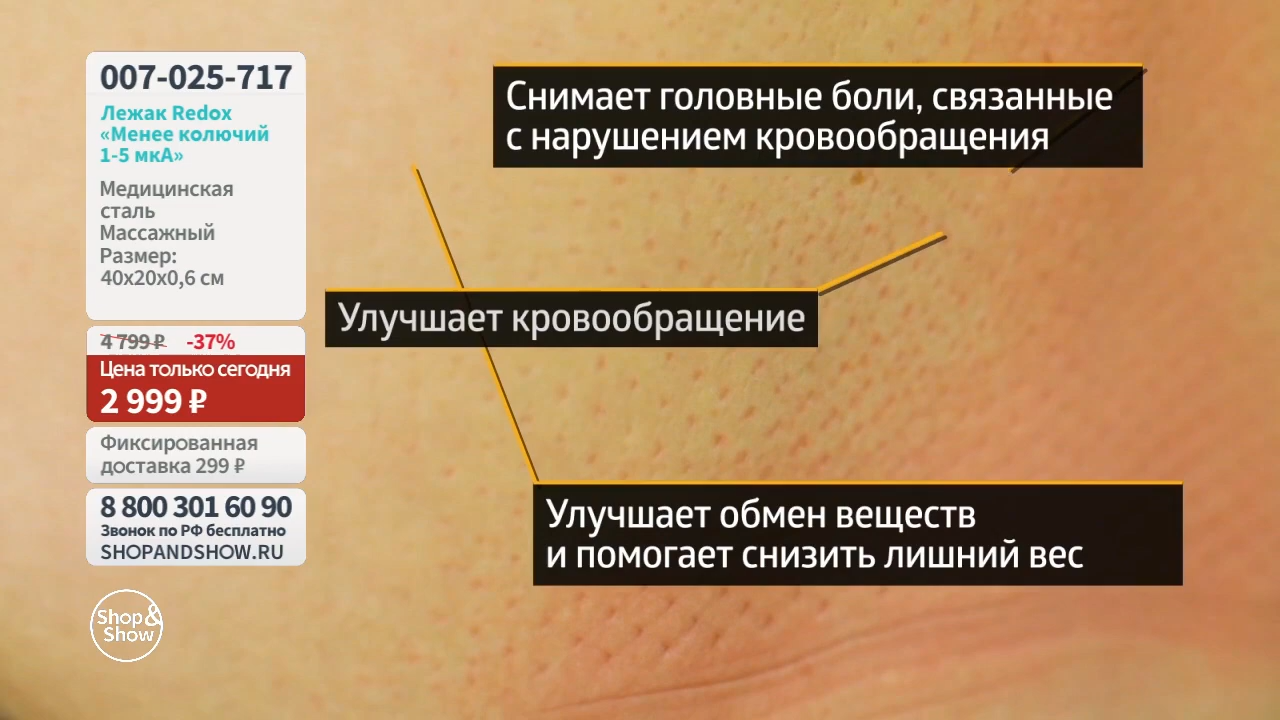 007-025-717
Лежак Redox
«Менее колючий
1-5 мкА»
Медицинская
сталь
Массажный
Размер:
40х20х0,6 см
4 799 ₽ -37%
Цена только сегодня
2 999 ₽
Фиксированная
доставка 299 ₽
8 800 301 60 90
Звонок по РФ бесплатно
SHOPANDSHOW.RU
Shop&
Show
Снимает головные боли, связанные
с нарушением кровообращения
Улучшает кровообращение
Улучшает обмен веществ
и помогает снизить лишний вес